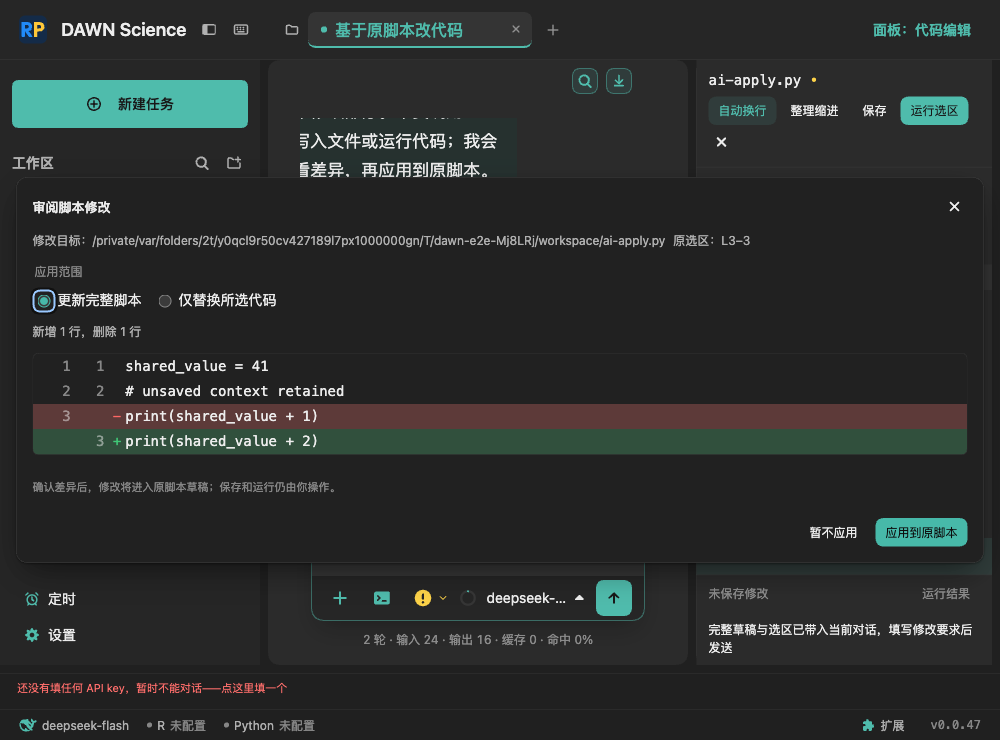 RP DAWN Science
基于原脚本改代码
面板：代码编辑
新建任务
工作区
写入文件或运行代码；我会
看差异，再应用到原脚本。
ai-apply.py
自动换行 整理缩进 保存 运行选区
审阅脚本修改
修改目标：/private/var/folders/2t/y0qcl9r50cv427189l7px1000000gn/T/dawn-e2e-Mj8LRj/workspace/ai-apply.py 原选区：L3–3
应用范围
更新完整脚本 仅替换所选代码
新增 1 行，删除 1 行
1 1 shared_value = 41
2 2 # unsaved context retained
3 −print(shared_value + 1)
3 +print(shared_value + 2)
确认差异后，修改将进入原脚本草稿；保存和运行仍由你操作。
暂不应用 应用到原脚本
定时
设置
deepseek-...
2 轮 · 输入 24 · 输出 16 · 缓存 0 · 命中 0%
未保存修改 运行结果
完整草稿与选区已带入当前对话，填写修改要求后
发送
还没有填任何 API key，暂时不能对话——点这里填一个
deepseek-flash R 未配置 Python 未配置
扩展 v0.0.47